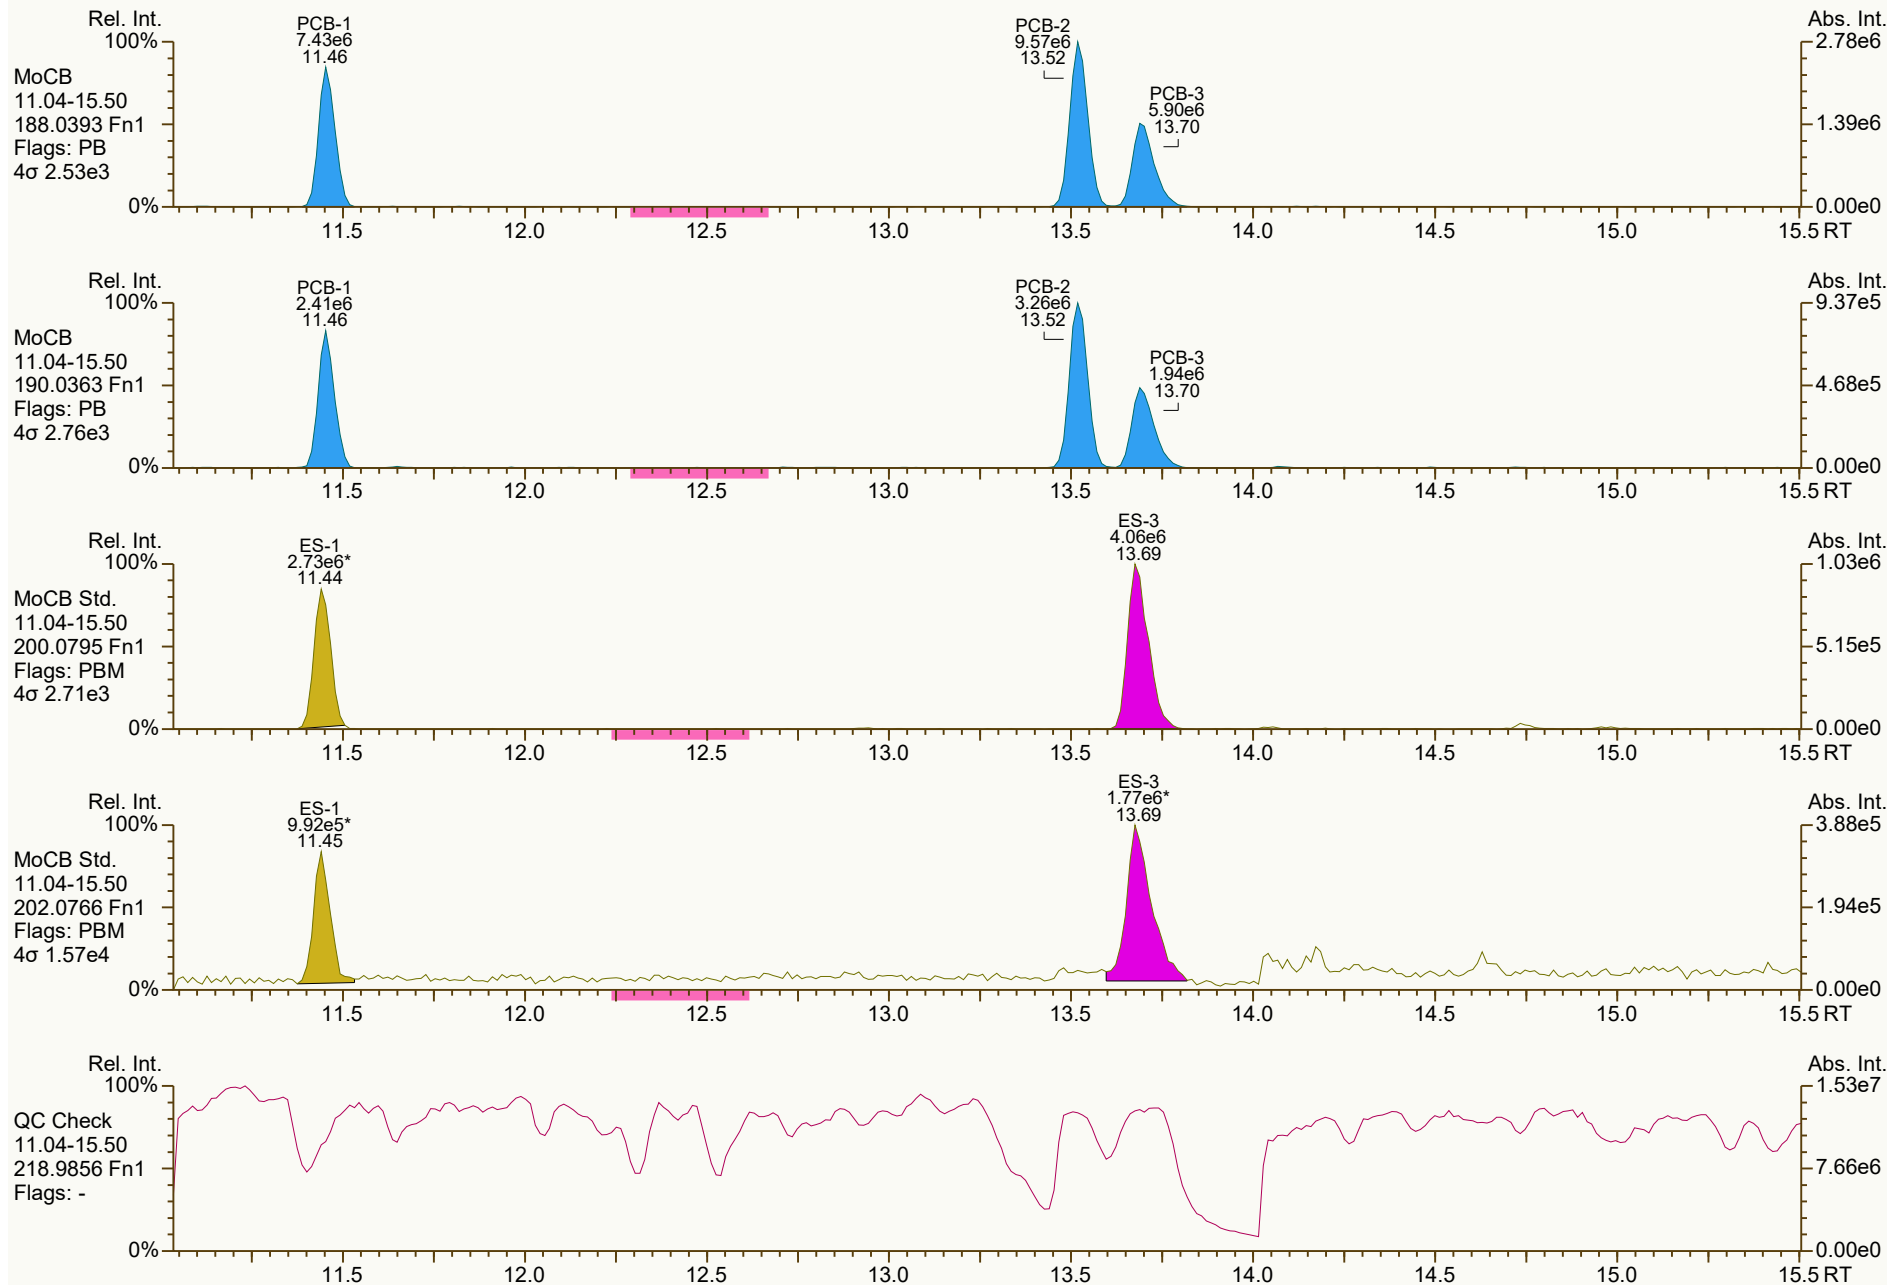 Rel. Int.
100%
0%
MoCB
11.04-15.50
188.0393 Fn1
Flags: PB
4σ 2.53e3
PCB-1
7.43e6
11.46
PCB-2
9.57e6
13.52
PCB-3
5.90e6
13.70
Abs. Int.
2.78e6
1.39e6
0.00e0
11.5 12.0 12.5 13.0 13.5 14.0 14.5 15.0 15.5 RT
Rel. Int.
100%
0%
MoCB
11.04-15.50
190.0363 Fn1
Flags: PB
4σ 2.76e3
PCB-1
2.41e6
11.46
PCB-2
3.26e6
13.52
PCB-3
1.94e6
13.70
Abs. Int.
9.37e5
4.68e5
0.00e0
11.5 12.0 12.5 13.0 13.5 14.0 14.5 15.0 15.5 RT
Rel. Int.
100%
0%
MoCB Std.
11.04-15.50
200.0795 Fn1
Flags: PBM
4σ 2.71e3
ES-1
2.73e6*
11.44
ES-3
4.06e6
13.69
Abs. Int.
1.03e6
5.15e5
0.00e0
11.5 12.0 12.5 13.0 13.5 14.0 14.5 15.0 15.5 RT
Rel. Int.
100%
0%
MoCB Std.
11.04-15.50
202.0766 Fn1
Flags: PBM
4σ 1.57e4
ES-1
9.92e5*
11.45
ES-3
1.77e6*
13.69
Abs. Int.
3.88e5
1.94e5
0.00e0
11.5 12.0 12.5 13.0 13.5 14.0 14.5 15.0 15.5 RT
Rel. Int.
100%
0%
QC Check
11.04-15.50
218.9856 Fn1
Flags: -
Abs. Int.
1.53e7
7.66e6
0.00e0
11.5 12.0 12.5 13.0 13.5 14.0 14.5 15.0 15.5 RT